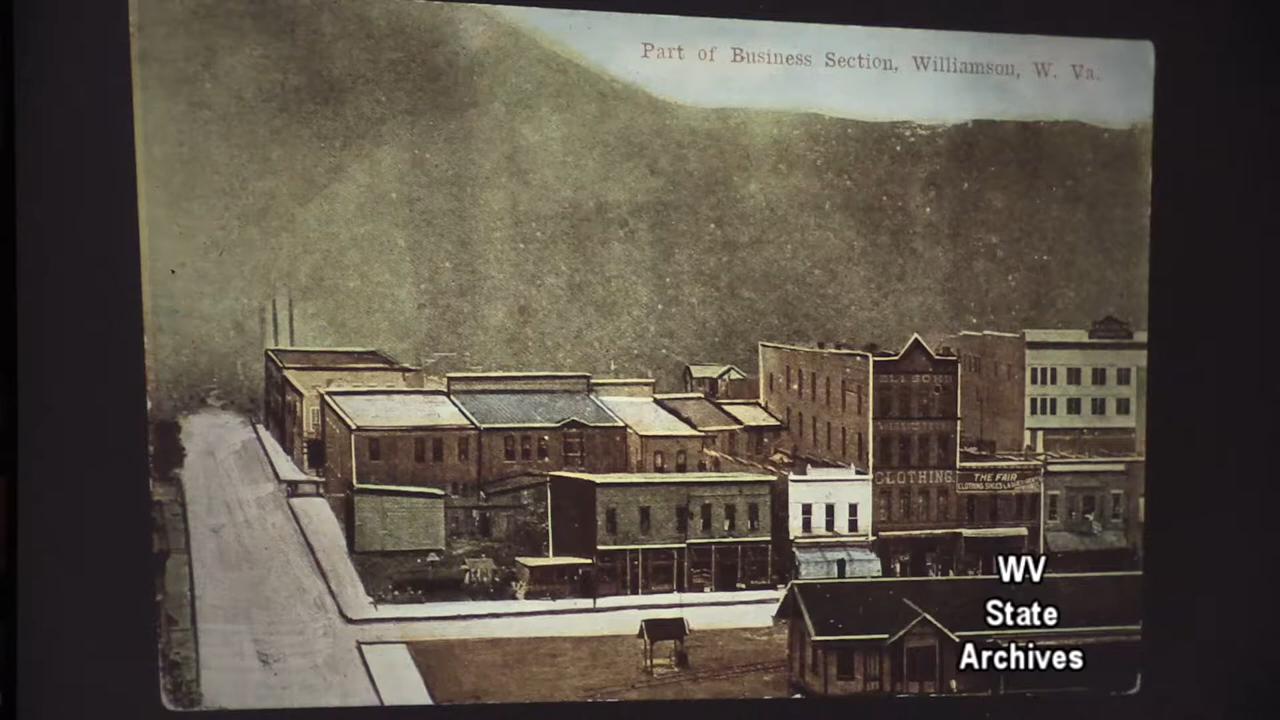 Part of Business Section, Williamson, W. Va.
CLOTHING
THE FAIR
WV
State
Archives